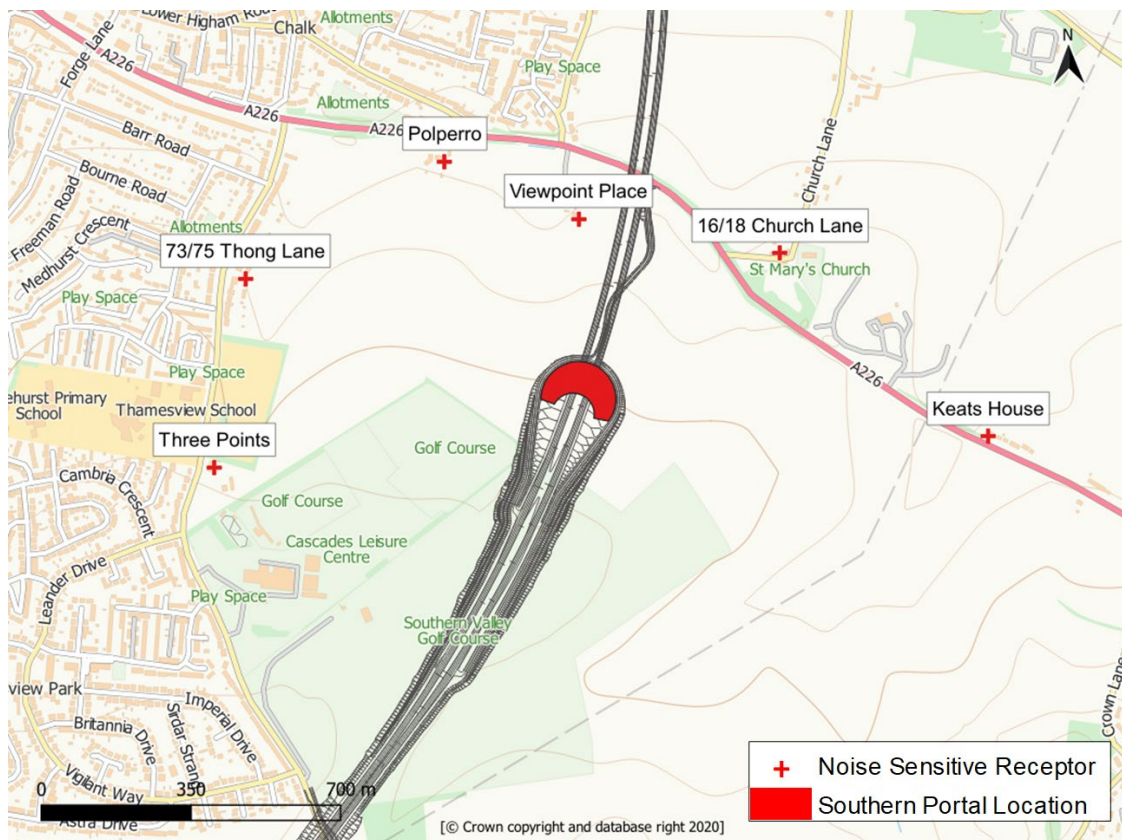 Lower Higham Road
Chalk
Forge Lane
A226
Allotments
Play Space
A226
A226
Polperro
Barr Road
Viewpoint Place
Church Lane
Bourne Road
Freeman Road
Medhurst Crescent
Allotments
73/75 Thong Lane
16/18 Church Lane
St Mary's Church
Play Space
Play Space
A226
ehurst Primary
School
Thamesview School
Keats House
Three Points
Golf Course
Cambria Crescent
Golf Course
Cascades Leisure
Centre
Leander Drive
Play Space
Southern Valley
Golf Course
view Park
Imperial Drive
Britannia Drive
Sirdar Strand
Crown Lane
Vigilant Way
Astra Drive
0
350
700 m
N
Noise Sensitive Receptor
Southern Portal Location
[© Crown copyright and database right 2020]